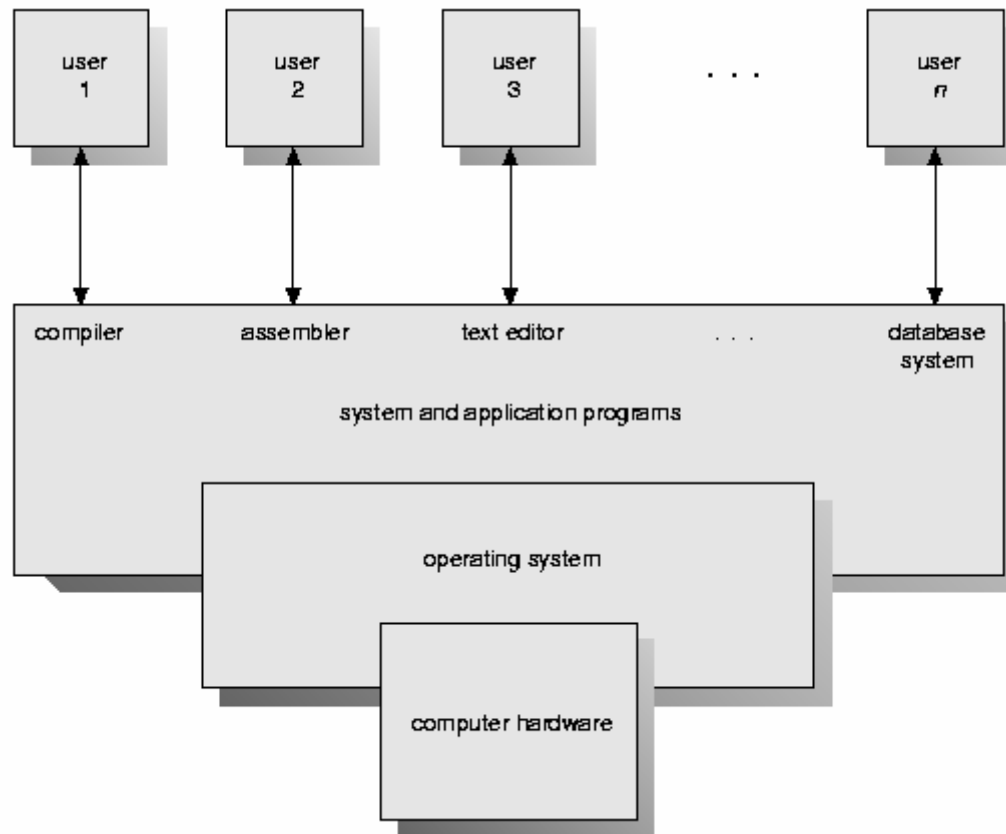 user
1
user
2
user
3
. . .
user
n
compiler
assembler
text editor
. . .
database
system
system and application programs
operating system
computer hardware